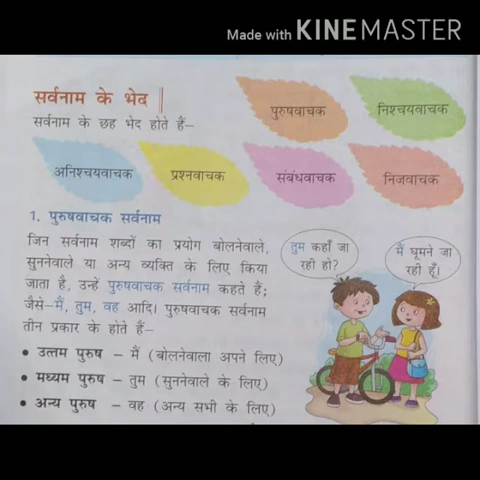 Made with KINEMASTER
सर्वनाम के भेद
सर्वनाम के छह भेद होते हैं–
पुरुषवाचक
निश्चयवाचक
अनिश्चयवाचक
प्रश्नवाचक
संबंधवाचक
निजवाचक
1. पुरुषवाचक सर्वनाम
जिन सर्वनाम शब्दों का प्रयोग बोलनेवाले,
सुननेवाले या अन्य व्यक्ति के लिए किया
जाता है, उन्हें पुरुषवाचक सर्वनाम कहते हैं;
जैसे–मैं, तुम, वह आदि। पुरुषवाचक सर्वनाम
तीन प्रकार के होते हैं–
तुम कहाँ जा
रही हो?
मैं घूमने जा
रही हूँ।
• उत्तम पुरुष – मैं (बोलनेवाला अपने लिए)
• मध्यम पुरुष – तुम (सुननेवाले के लिए)
• अन्य पुरुष – वह (अन्य सभी के लिए)